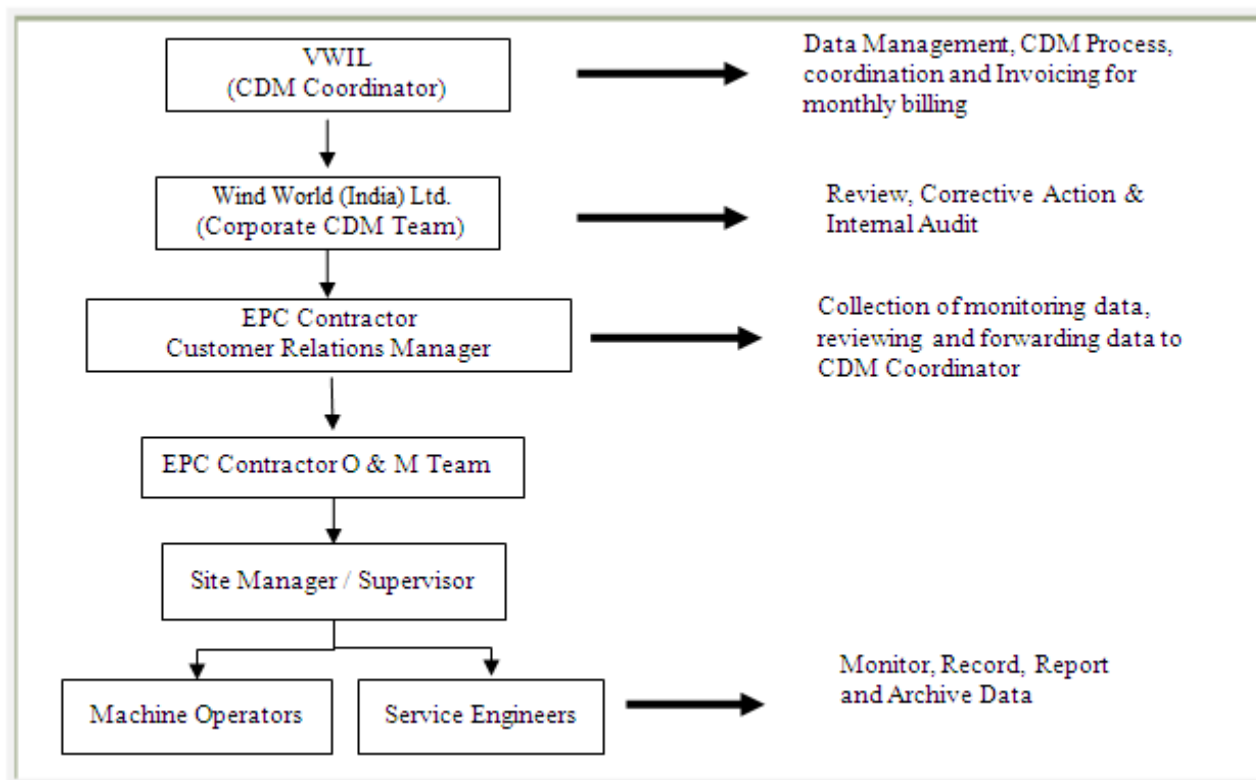 VWIL
(CDM Coordinator)
Data Management, CDM Process,
coordination and Invoicing for
monthly billing
Wind World (India) Ltd.
(Corporate CDM Team)
Review, Corrective Action &
Internal Audit
EPC Contractor
Customer Relations Manager
Collection of monitoring data,
reviewing and forwarding data to
CDM Coordinator
EPC Contractor O & M Team
Site Manager / Supervisor
Machine Operators
Service Engineers
Monitor, Record, Report
and Archive Data